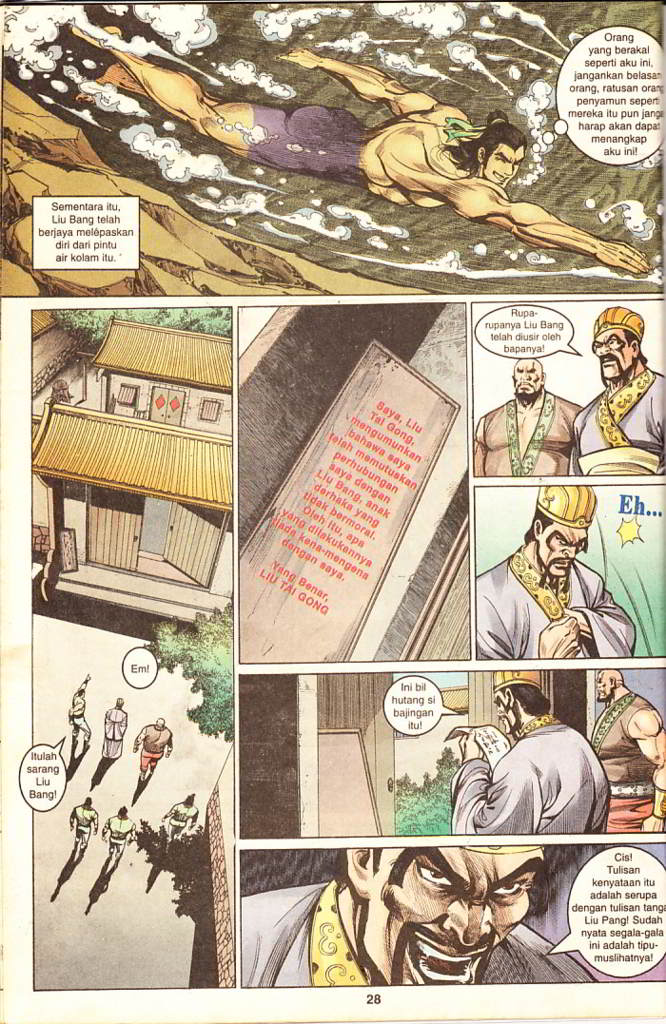 Orang
yang berakal
seperti aku ini,
jangankan belasan
orang, ratusan orang
penyamun seperti
mereka itu pun jangan
harap akan dapat
menangkap
aku ini!
Sementara itu,
Liu Bang telah
berjaya melepaskan
diri dari pintu
air kolam itu.
Em!
Itulah
sarang
Liu
Bang!
Saya, Liu
Tai Gong,
mengumumkan
bahawa saya
telah memutuskan
perhubungan
saya dengan
Liu Bang, anak
derheka yang
tidak bermoral.
Oleh itu, apa
yang dilakukannya
tiada kena-mengena
dengan saya.
Yang Benar,
LIU TAI GONG
Rupa-
rupanya Liu Bang
telah diusir oleh
bapanya!
Eh...
Ini bil
hutang si
bajingan
itu!
Cis!
Tulisan
kenyataan itu
adalah serupa
dengan tulisan tangan
Liu Pang! Sudah
nyata segala-gala
ini adalah tipu-
muslihatnya!
28